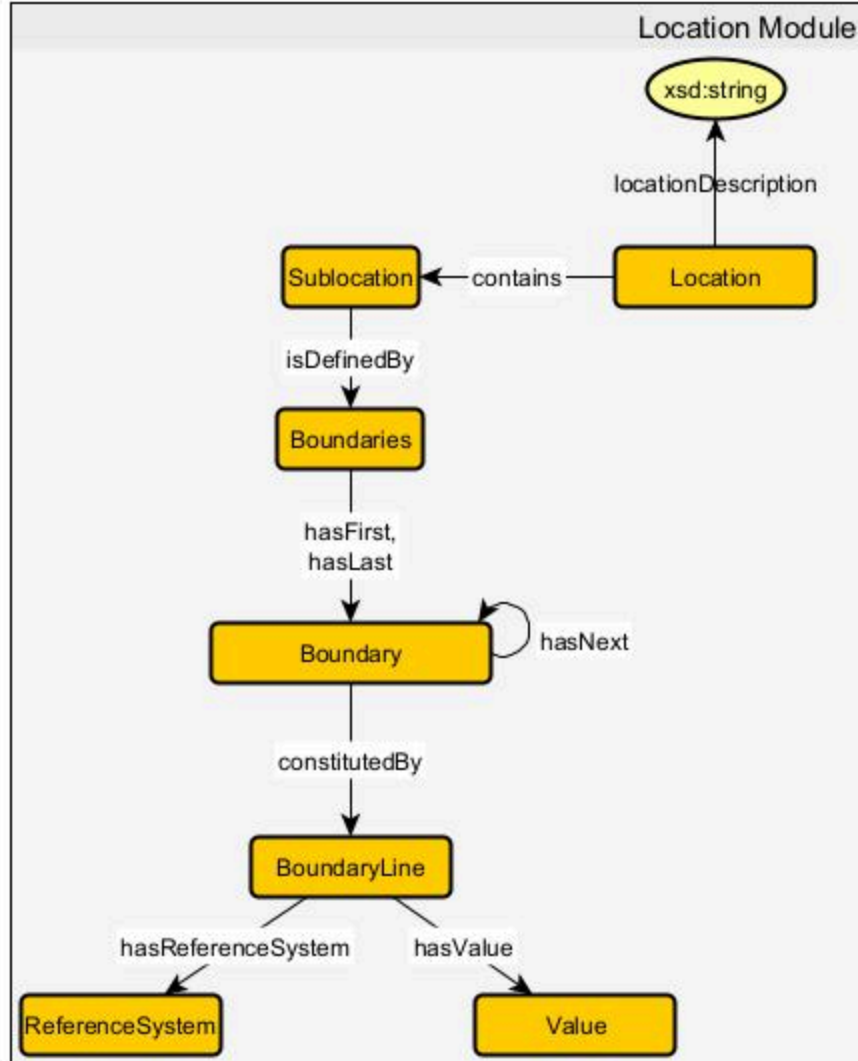 Location Module
xsd:string
locationDescription
Sublocation
contains
Location
isDefinedBy
Boundaries
hasFirst,
hasLast
Boundary
hasNext
constitutedBy
BoundaryLine
hasReferenceSystem
hasValue
ReferenceSystem
Value